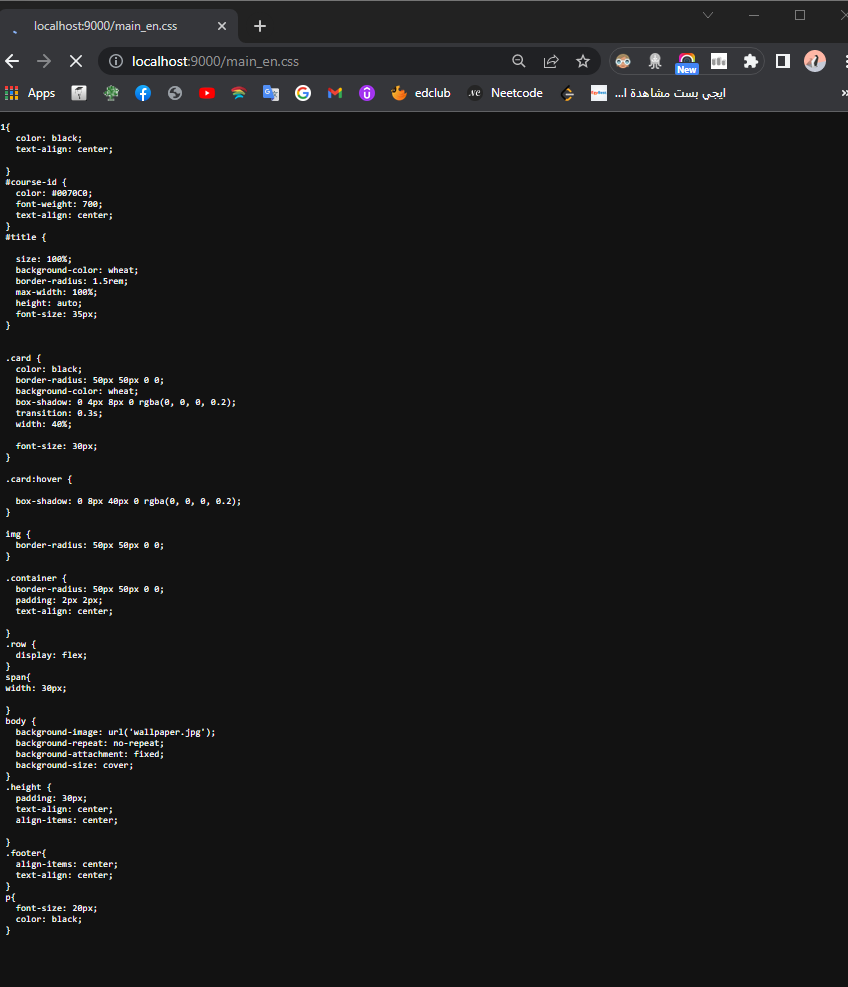 localhost:9000/main_en.css
localhost:9000/main_en.css
New
Apps
edclub
Neetcode
ايجي بست مشاهدة ا...
1{
color: black;
text-align: center;
}
#course-id {
color: #0070C0;
font-weight: 700;
text-align: center;
}
#title {
size: 100%;
background-color: wheat;
border-radius: 1.5rem;
max-width: 100%;
height: auto;
font-size: 35px;
}
.card {
color: black;
border-radius: 50px 50px 0 0;
background-color: wheat;
box-shadow: 0 4px 8px 0 rgba(0, 0, 0, 0.2);
transition: 0.3s;
width: 40%;
font-size: 30px;
}
.card:hover {
box-shadow: 0 8px 40px 0 rgba(0, 0, 0, 0.2);
}
img {
border-radius: 50px 50px 0 0;
}
.container {
border-radius: 50px 50px 0 0;
padding: 2px 2px;
text-align: center;
}
.row {
display: flex;
}
span{
width: 30px;
}
body {
background-image: url('wallpaper.jpg');
background-repeat: no-repeat;
background-attachment: fixed;
background-size: cover;
}
.height {
padding: 30px;
text-align: center;
align-items: center;
}
.footer{
align-items: center;
text-align: center;
}
p{
font-size: 20px;
color: black;
}